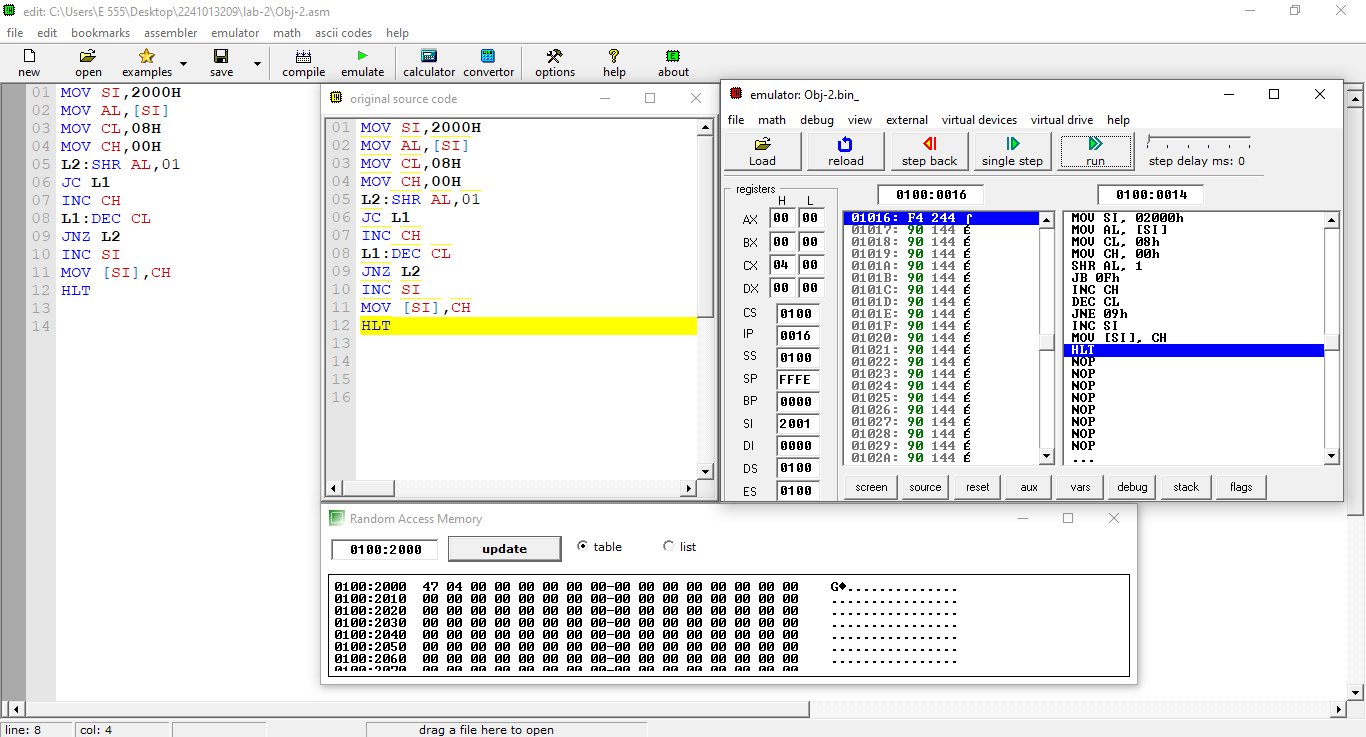 edit: C:\Users\E 555\Desktop\2241013209\lab-2\Obj-2.asm
file edit bookmarks assembler emulator math ascii codes help
new open examples save compile emulate calculator convertor options help about
01 MOV SI,2000H
02 MOV AL,[SI]
03 MOV CL,08H
04 MOV CH,00H
05 L2:SHR AL,01
06 JC L1
07 INC CH
08 L1:DEC CL
09 JNZ L2
10 INC SI
11 MOV [SI],CH
12 HLT
13
14
original source code
01 MOV SI,2000H
02 MOV AL,[SI]
03 MOV CL,08H
04 MOV CH,00H
05 L2:SHR AL,01
06 JC L1
07 INC CH
08 L1:DEC CL
09 JNZ L2
10 INC SI
11 MOV [SI],CH
12 HLT
13
14
15
16
emulator: Obj-2.bin_
file math debug view external virtual devices virtual drive help
Load reload step back single step run step delay ms: 0
registers
H L
AX 00 00
BX 00 00
CX 04 00
DX 00 00
CS 0100
IP 0016
SS 0100
SP FFFE
BP 0000
SI 2001
DI 0000
DS 0100
ES 0100
0100:0016
01016: F4 244 ⌠
01017: 90 144 É
01018: 90 144 É
01019: 90 144 É
0101A: 90 144 É
0101B: 90 144 É
0101C: 90 144 É
0101D: 90 144 É
0101E: 90 144 É
0101F: 90 144 É
01020: 90 144 É
01021: 90 144 É
01022: 90 144 É
01023: 90 144 É
01024: 90 144 É
01025: 90 144 É
01026: 90 144 É
01027: 90 144 É
01028: 90 144 É
01029: 90 144 É
0102A: 90 144 É
0100:0014
MOV SI, 02000h
MOV AL, [SI]
MOV CL, 08h
MOV CH, 00h
SHR AL, 1
JB 0Fh
INC CH
DEC CL
JNE 09h
INC SI
MOV [SI], CH
HLT
NOP
NOP
NOP
NOP
NOP
NOP
NOP
NOP
...
screen source reset aux vars debug stack flags
Random Access Memory
0100:2000 update table list
0100:2000 47 04 00 00 00 00 00 00-00 00 00 00 00 00 00 00 G♦..............
0100:2010 00 00 00 00 00 00 00 00-00 00 00 00 00 00 00 00 ................
0100:2020 00 00 00 00 00 00 00 00-00 00 00 00 00 00 00 00 ................
0100:2030 00 00 00 00 00 00 00 00-00 00 00 00 00 00 00 00 ................
0100:2040 00 00 00 00 00 00 00 00-00 00 00 00 00 00 00 00 ................
0100:2050 00 00 00 00 00 00 00 00-00 00 00 00 00 00 00 00 ................
0100:2060 00 00 00 00 00 00 00 00-00 00 00 00 00 00 00 00 ................
0100:2070 00 00 00 00 00 00 00 00-00 00 00 00 00 00 00 00
line: 8 col: 4 drag a file here to open